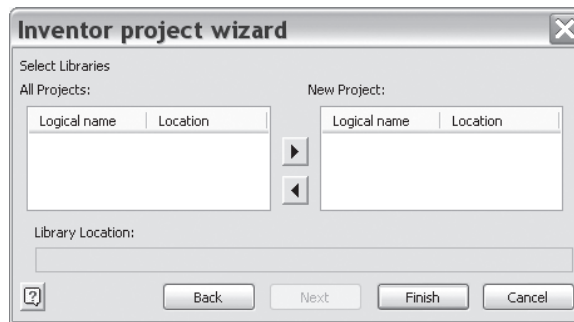 Inventor project wizard
Select Libraries
All Projects: New Project:
Logical name Location Logical name Location
Library Location:
? Back Next Finish Cancel